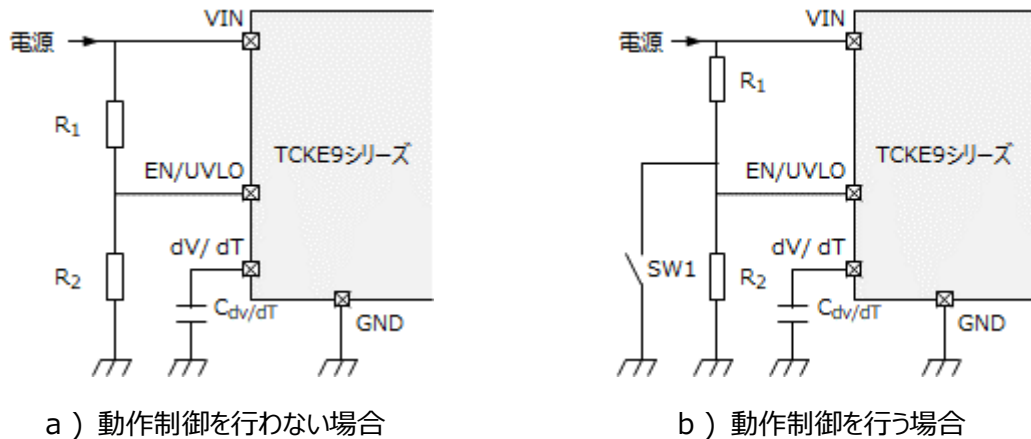 VIN
電源
R1
TCKE9シリーズ
EN/UVLO
dV/ dT
R2
Cdv/dT
GND
a ) 動作制御を行わない場合
VIN
電源
R1
TCKE9シリーズ
EN/UVLO
dV/ dT
SW1
R2
Cdv/dT
GND
b ) 動作制御を行う場合